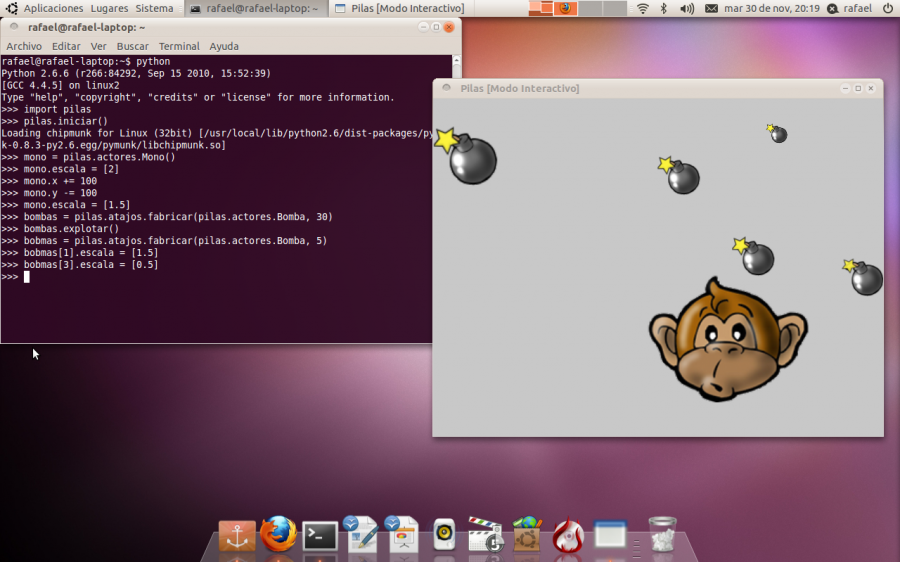 Aplicaciones Lugares Sistema rafael@rafael-laptop: ~ Pilas [Modo Interactivo] mar 30 de nov, 20:19 rafael
rafael@rafael-laptop: ~
Archivo Editar Ver Buscar Terminal Ayuda
rafael@rafael-laptop:~$ python
Python 2.6.6 (r266:84292, Sep 15 2010, 15:52:39)
[GCC 4.4.5] on linux2
Type "help", "copyright", "credits" or "license" for more information.
>>> import pilas
>>> pilas.iniciar()
Loading chipmunk for Linux (32bit) [/usr/local/lib/python2.6/dist-packages/py
k-0.8.3-py2.6.egg/pymunk/libchipmunk.so]
>>> mono = pilas.actores.Mono()
>>> mono.escala = [2]
>>> mono.x += 100
>>> mono.y -= 100
>>> mono.escala = [1.5]
>>> bombas = pilas.atajos.fabricar(pilas.actores.Bomba, 30)
>>> bombas.explotar()
>>> bobmas = pilas.atajos.fabricar(pilas.actores.Bomba, 5)
>>> bobmas[1].escala = [1.5]
>>> bobmas[3].escala = [0.5]
>>>
Pilas [Modo Interactivo]